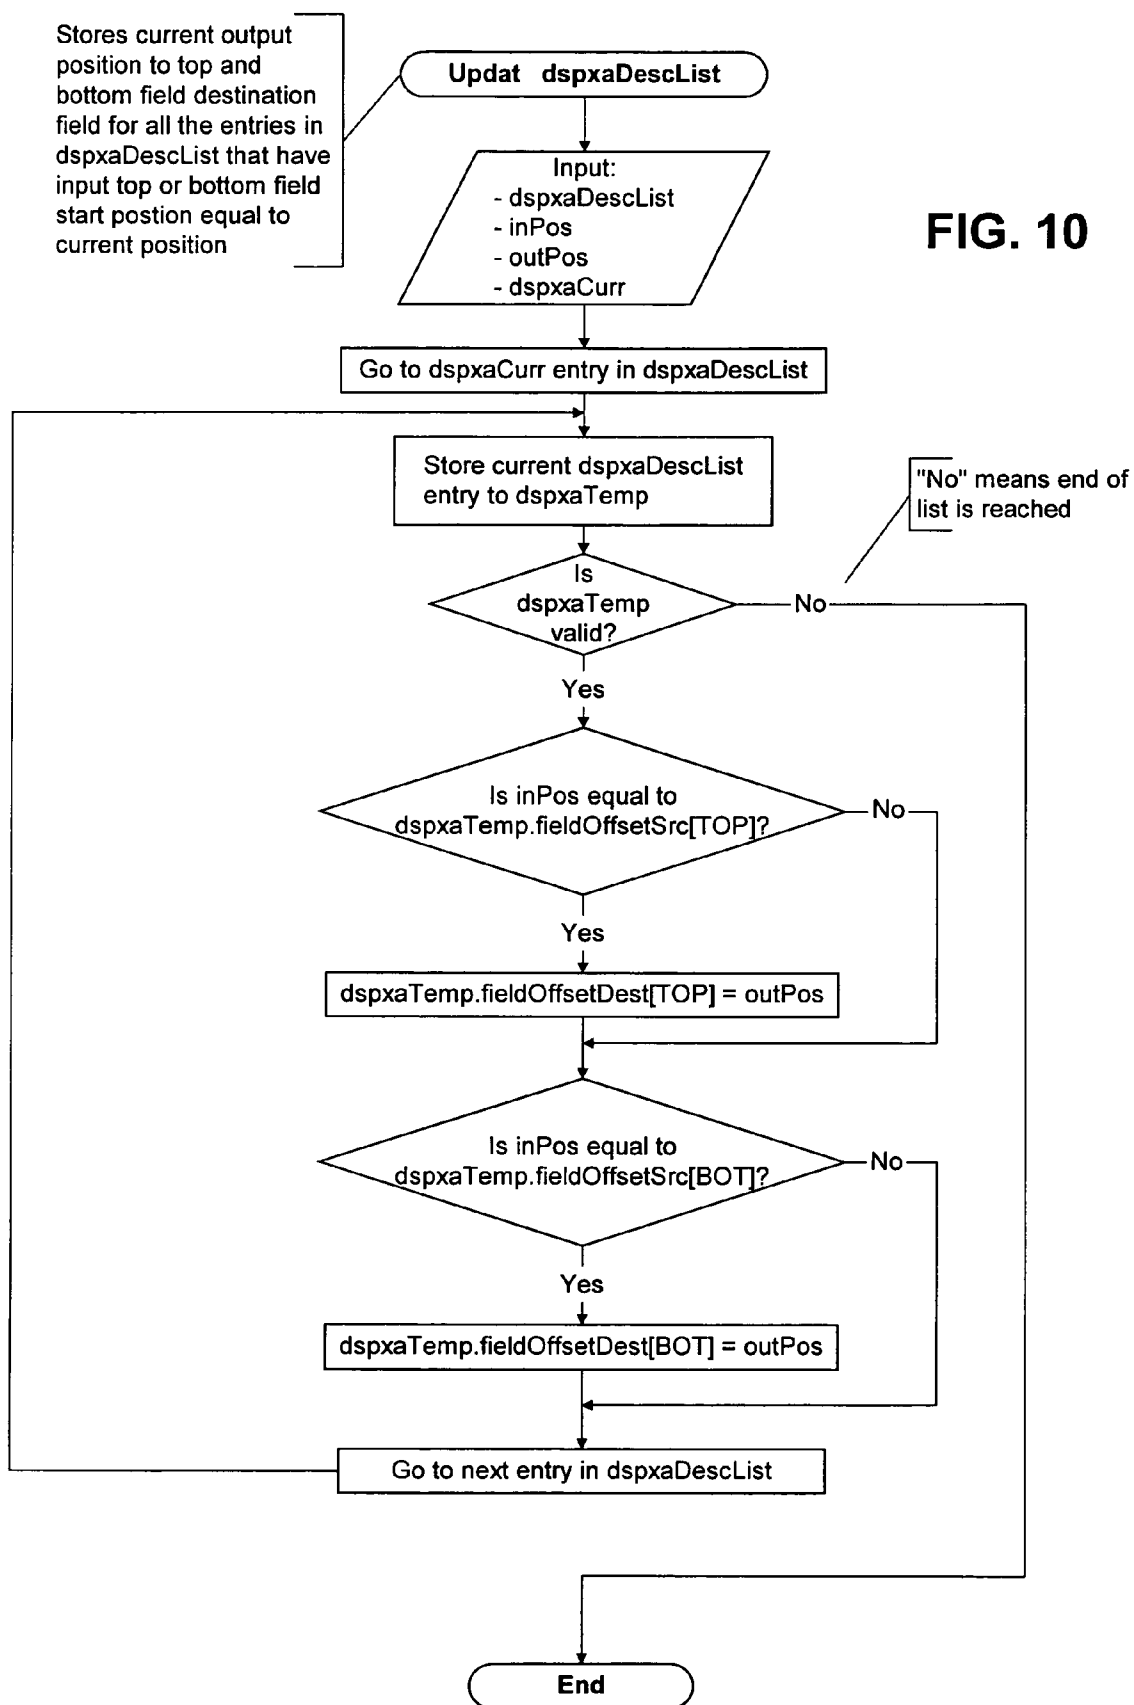 Stores current output
position to top and
bottom field destination
field for all the entries in
dspxaDescList that have
input top or bottom field
start postion equal to
current position
Updat dspxaDescList
Input:
- dspxaDescList
- inPos
- outPos
- dspxaCurr
FIG. 10
Go to dspxaCurr entry in dspxaDescList
Store current dspxaDescList
entry to dspxaTemp
"No" means end of
list is reached
Is
dspxaTemp
valid?
No
Yes
Is inPos equal to
dspxaTemp.fieldOffsetSrc[TOP]?
No
Yes
dspxaTemp.fieldOffsetDest[TOP] = outPos
Is inPos equal to
dspxaTemp.fieldOffsetSrc[BOT]?
No
Yes
dspxaTemp.fieldOffsetDest[BOT] = outPos
Go to next entry in dspxaDescList
End